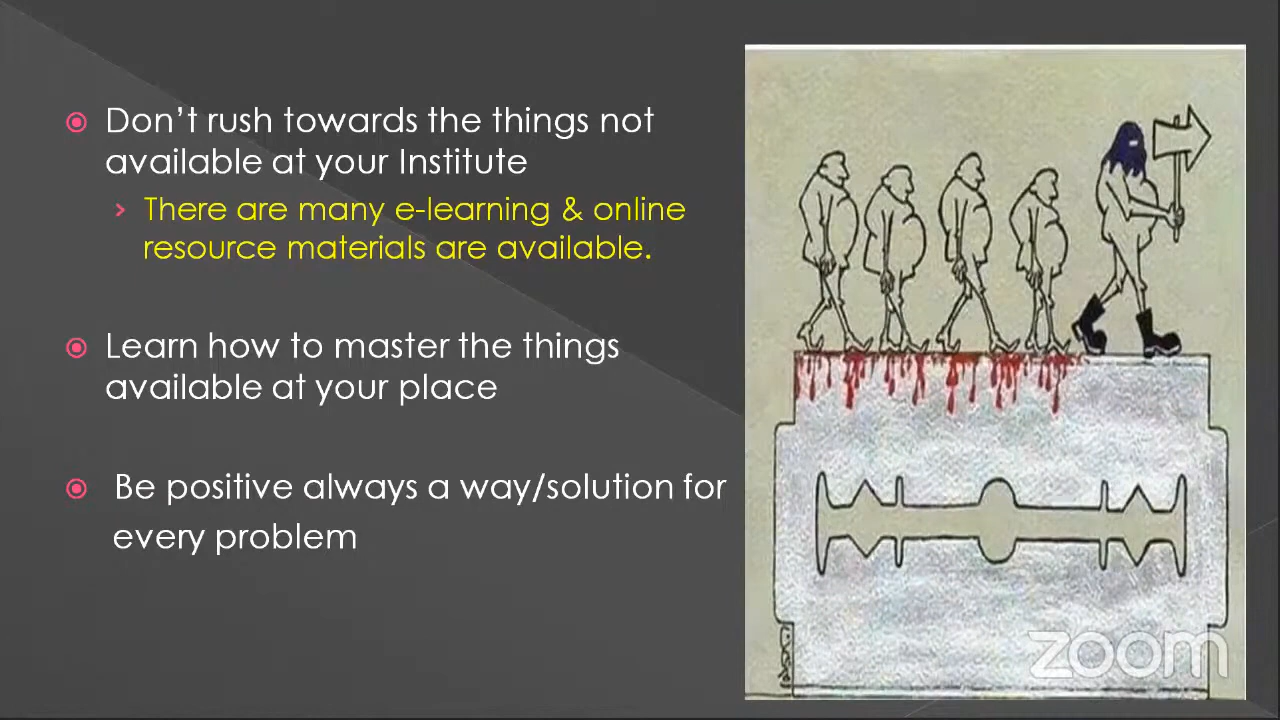 Don't rush towards the things not
available at your Institute
There are many e-learning & online
resource materials are available.
Learn how to master the things
available at your place
Be positive always a way/solution for
every problem
zoom